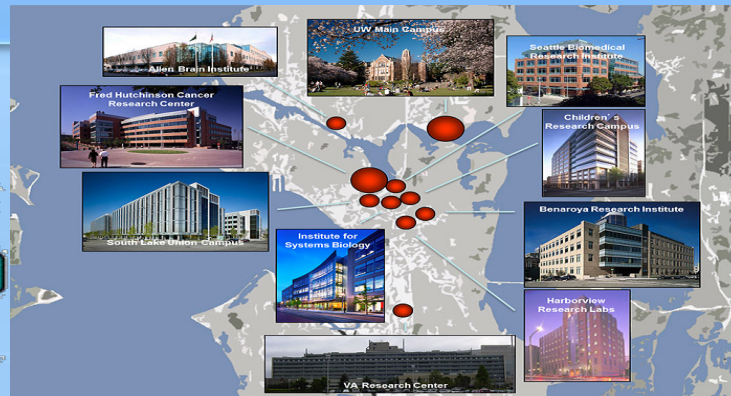 Allen Brain Institute
UW Main Campus
Seattle Biomedical
Research Institute
Fred Hutchinson Cancer
Research Center
Children's
Research Campus
South Lake Union Campus
Institute for
Systems Biology
Benaroya Research Institute
Harborview
Research Labs
VA Research Center